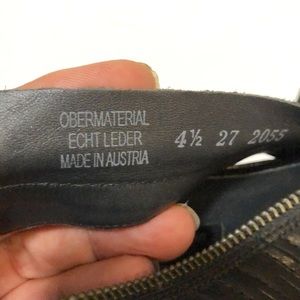 OBERMATERIAL
ECHT LEDER
MADE IN AUSTRIA
4½ 27 2055